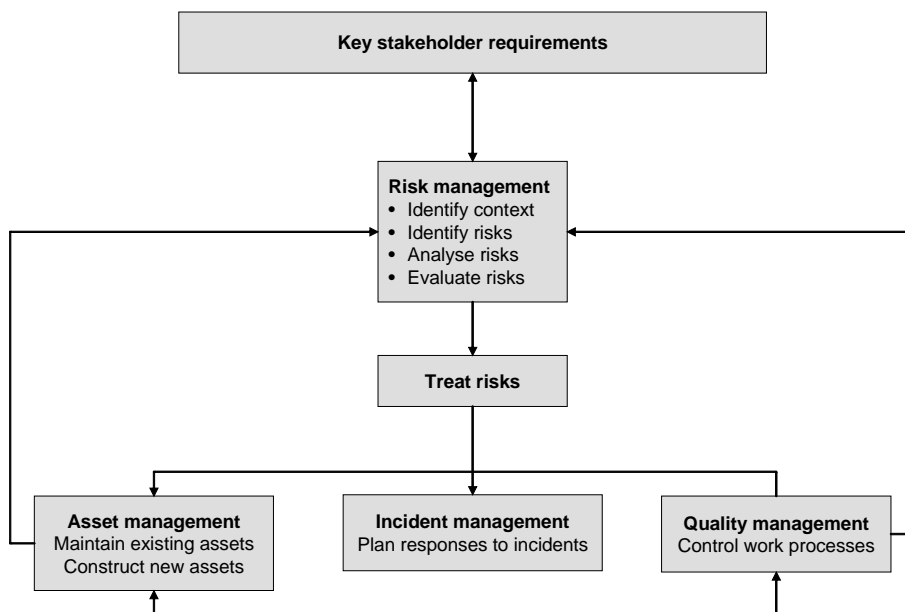 Key stakeholder requirements
Risk management
• Identify context
• Identify risks
• Analyse risks
• Evaluate risks
Treat risks
Asset management
Maintain existing assets
Construct new assets
Incident management
Plan responses to incidents
Quality management
Control work processes